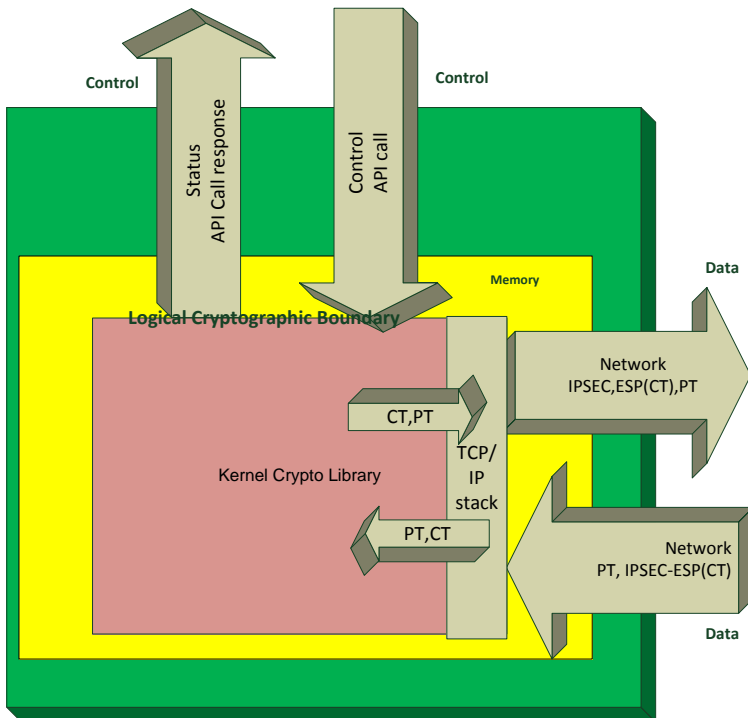 Control
Control
Status
API Call response
Control
API call
Data
Memory
Logical Cryptographic Boundary
Network
IPSEC,ESP(CT),PT
CT,PT
TCP/
IP
stack
Kernel Crypto Library
PT,CT
Network
PT, IPSEC-ESP(CT)
Data